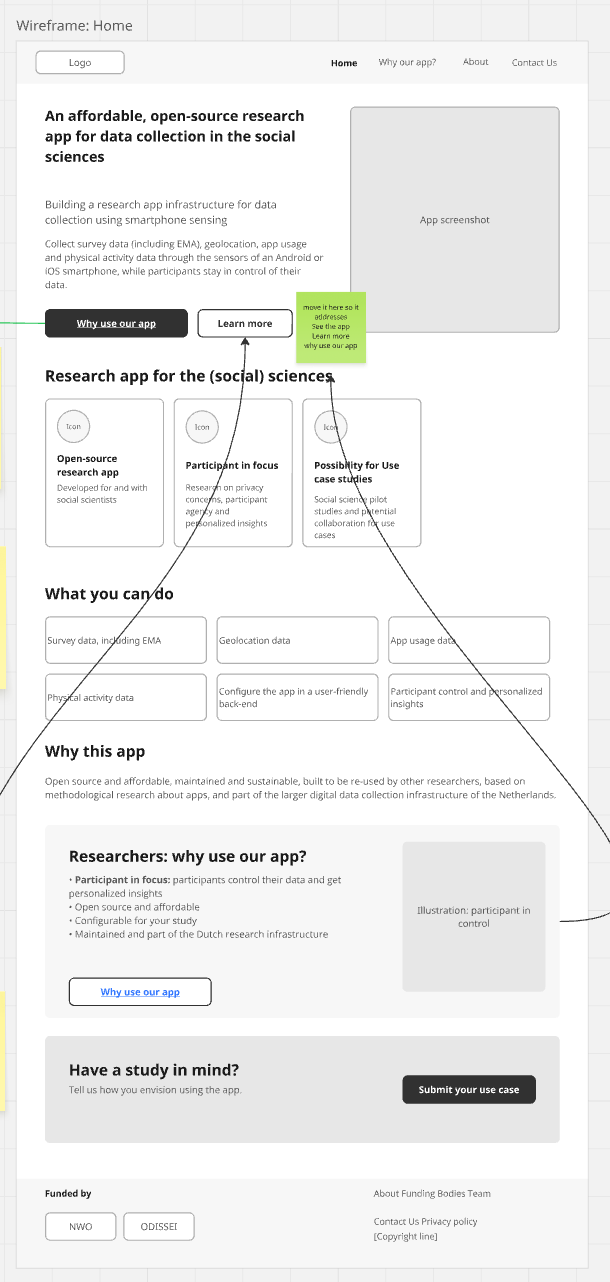 Wireframe: Home
Logo
Home
Why our app?
About
Contact Us
An affordable, open-source research
app for data collection in the social
sciences
Building a research app infrastructure for data
collection using smartphone sensing
Collect survey data (including EMA), geolocation, app usage
and physical activity data through the sensors of an Android or
iOS smartphone, while participants stay in control of their
data.
App screenshot
Why use our app
Learn more
move it here so it
addresses
See the app
Learn more
why use our app
Research app for the (social) sciences
Icon
Open-source
research app
Developed for and with
social scientists
Icon
Participant in focus
Research on privacy
concerns, participant
agency and
personalized insights
Icon
Possibility for Use
case studies
Social science pilot
studies and potential
collaboration for use
cases
What you can do
Survey data, including EMA
Geolocation data
App usage data
Physical activity data
Configure the app in a user-friendly
back-end
Participant control and personalized
insights
Why this app
Open source and affordable, maintained and sustainable, built to be re-used by other researchers, based on
methodological research about apps, and part of the larger digital data collection infrastructure of the Netherlands.
Researchers: why use our app?
• Participant in focus: participants control their data and get
personalized insights
• Open source and affordable
• Configurable for your study
• Maintained and part of the Dutch research infrastructure
Illustration: participant in
control
Why use our app
Have a study in mind?
Tell us how you envision using the app.
Submit your use case
Funded by
NWO
ODISSEI
About Funding Bodies Team
Contact Us Privacy policy
[Copyright line]